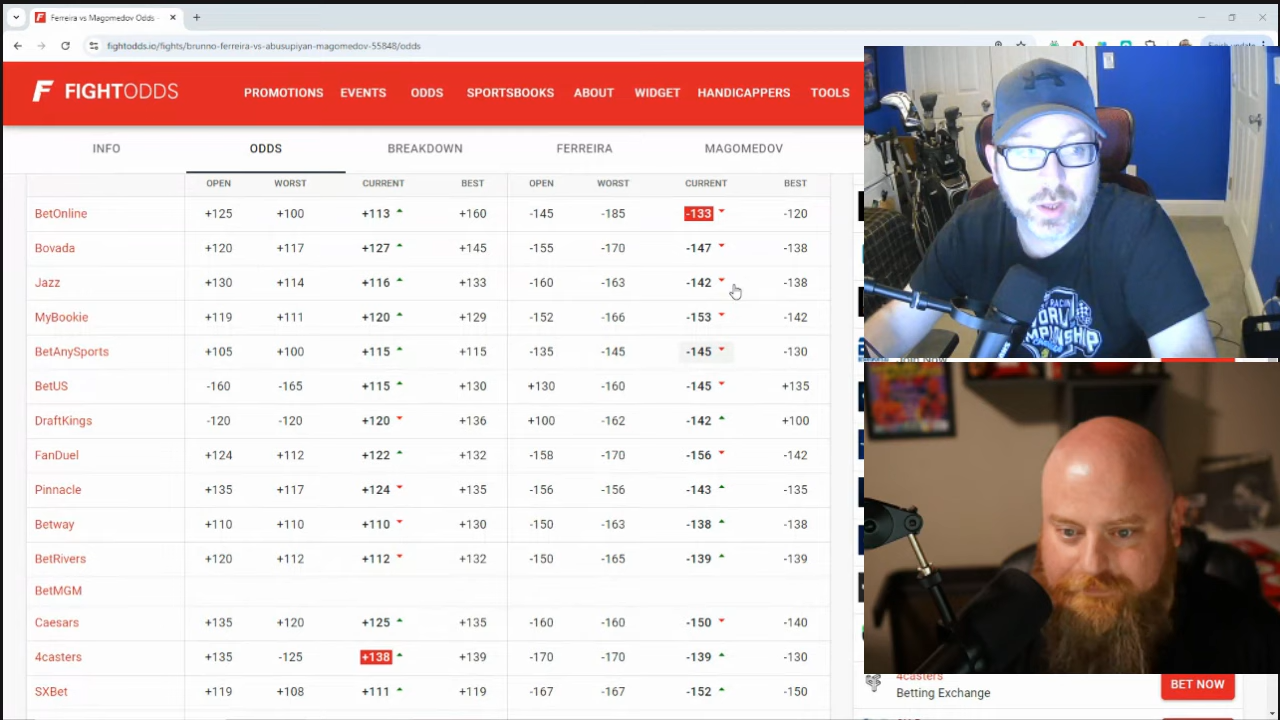 Ferreira vs Magomedov Odds
fightodds.io/fights/brunno-ferreira-vs-abusupiyan-magomedov-55848/odds
Finish update
FIGHTODDS
PROMOTIONS EVENTS ODDS SPORTSBOOKS ABOUT WIDGET HANDICAPPERS TOOLS
INFO ODDS BREAKDOWN FERREIRA MAGOMEDOV
OPEN WORST CURRENT BEST OPEN WORST CURRENT BEST
BetOnline +125 +100 +113 +160 -145 -185 -133 -120
Bovada +120 +117 +127 +145 -155 -170 -147 -138
Jazz +130 +114 +116 +133 -160 -163 -142 -138
MyBookie +119 +111 +120 +129 -152 -166 -153 -142
BetAnySports +105 +100 +115 +115 -135 -145 -145 -130
BetUS -160 -165 +115 +130 +130 -160 -145 +135
DraftKings -120 -120 +120 +136 +100 -162 -142 +100
FanDuel +124 +112 +122 +132 -158 -170 -156 -142
Pinnacle +135 +117 +124 +135 -156 -156 -143 -135
Betway +110 +110 +110 +130 -150 -163 -138 -138
BetRivers +120 +112 +112 +132 -150 -165 -139 -139
BetMGM
Caesars +135 +120 +125 +135 -160 -160 -150 -140
4casters +135 -125 +138 +139 -170 -170 -139 -130
SXBet +119 +108 +111 +119 -167 -167 -152 -150
RACIN
WORLD
CHAMPIONSHIP
Join Now
4casters
Betting Exchange
BET NOW